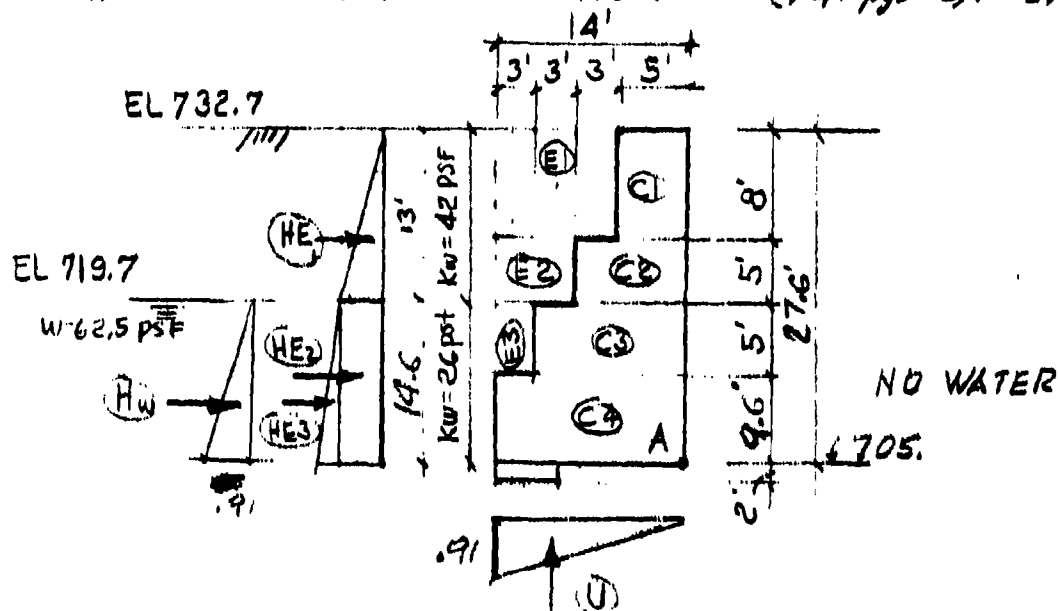 14'
3' 3' 3' 5'
EL 732.7
E1
C1
8'
HE1
13'
KW=42 PSF
EL 719.7
W=62.5 PSF
E2
C2
5'
27.6'
HE2
E3
C3
5'
HW
14.6'
KW=26 PSF
NO WATER
HE3
C4
9.6'
A
705.
.91
2'
.91
U